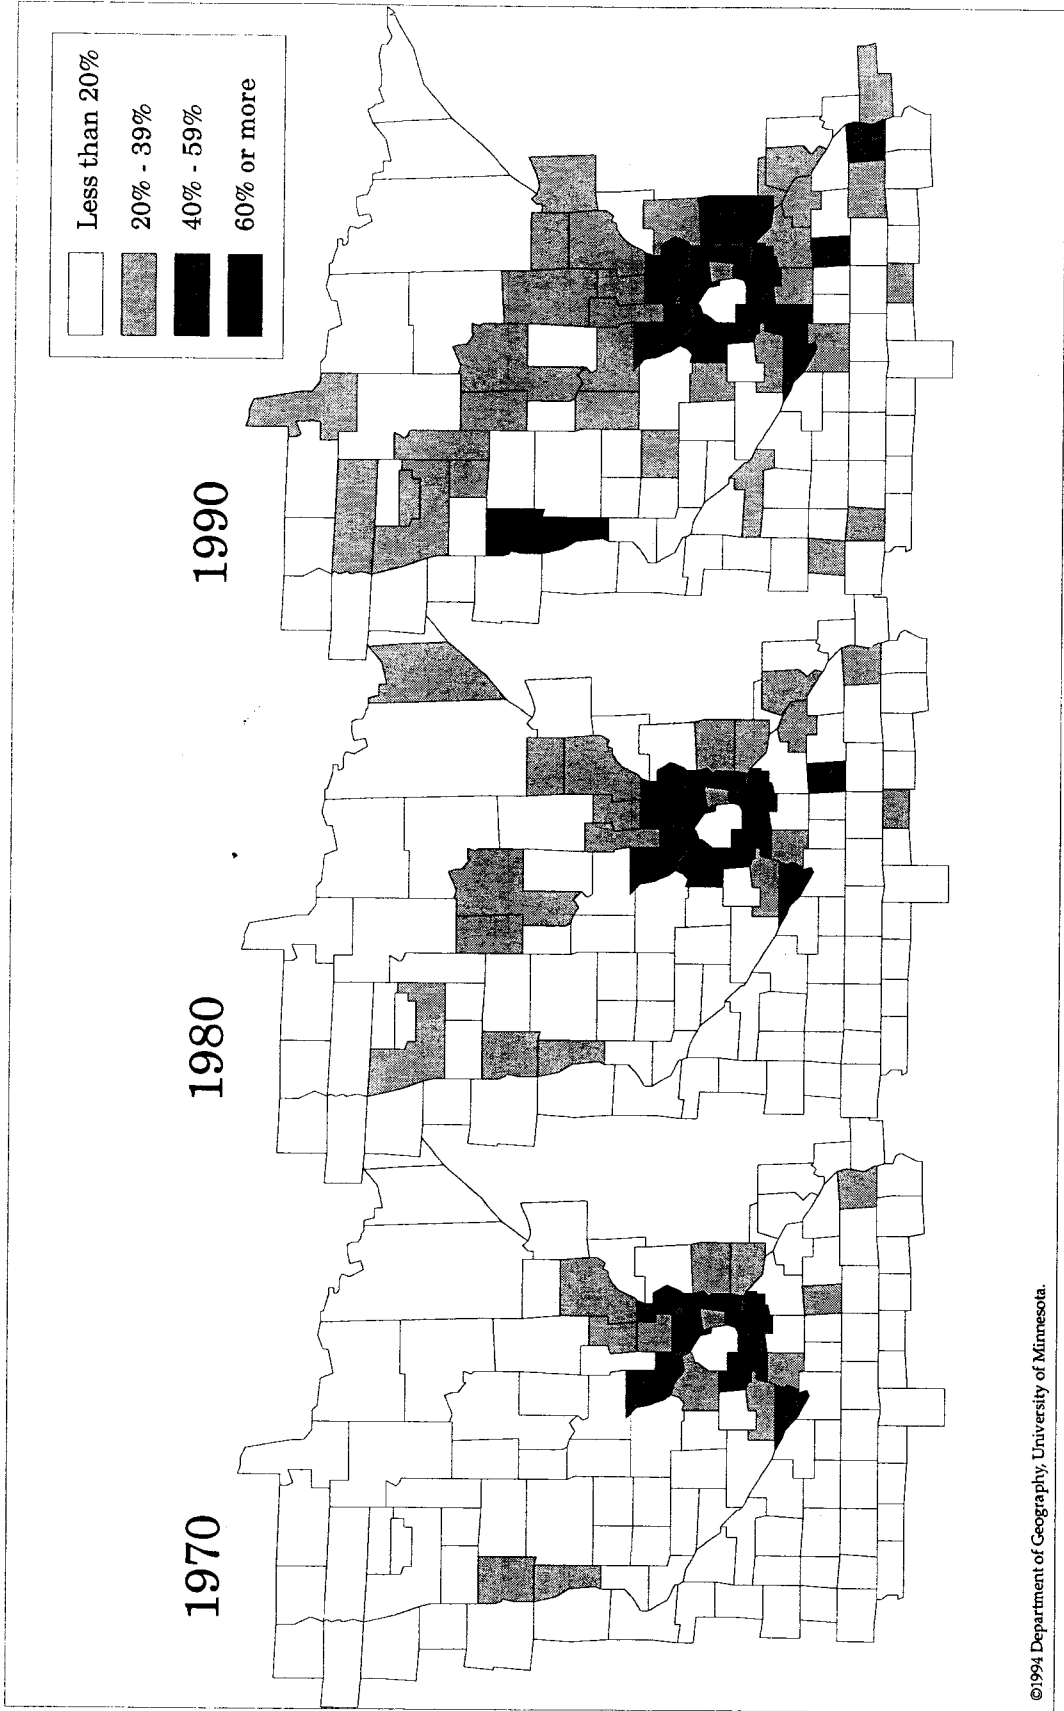 1970
1980
1990
Less than 20%
20% - 39%
40% - 59%
60% or more
©1994 Department of Geography, University of Minnesota.